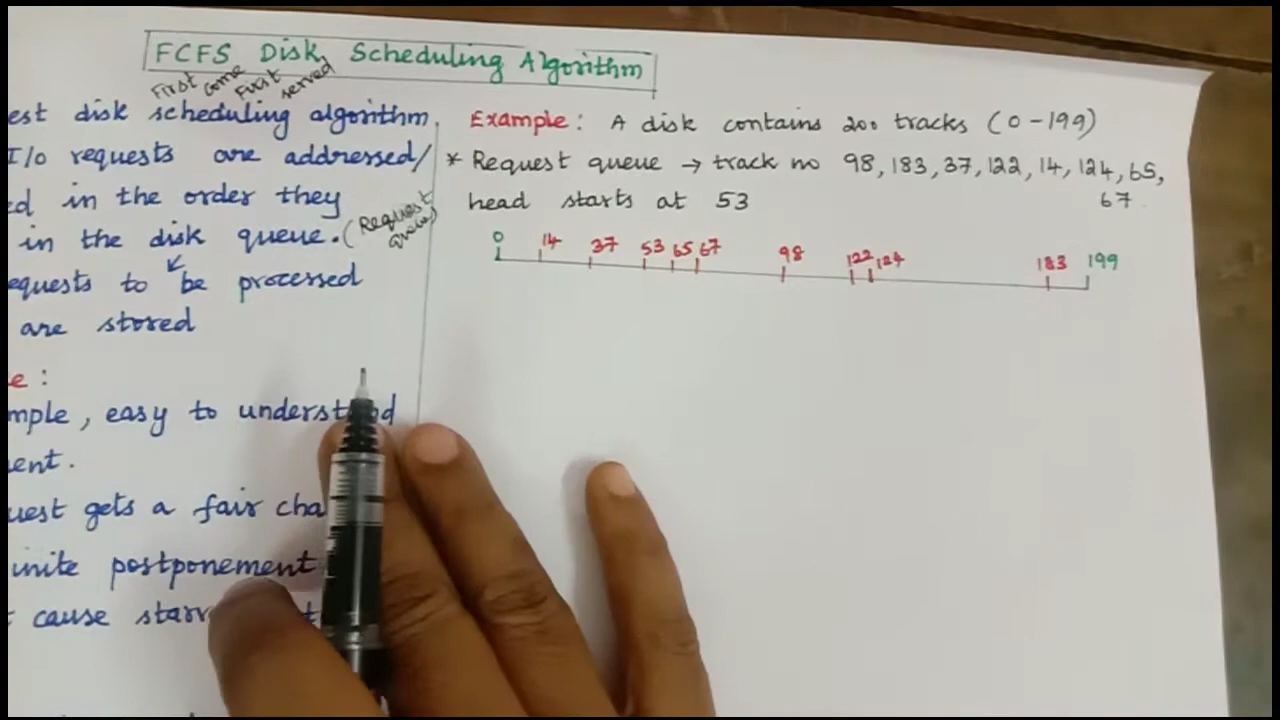 FCFS Disk Scheduling Algorithm
First come First served
est disk scheduling algorithm.
I/o requests are addressed/
ed in the order they
in the disk queue. (Request queue)
equests to be processed
are stored
e:
mple, easy to understand
ent.
uest gets a fair cha
inite postponement
cause starv
Example: A disk contains 200 tracks (0-199)
* Request queue → track no 98, 183, 37, 122, 14, 124, 65,
67
head starts at 53
0 14 37 53 65 67 98 122 124 183 199